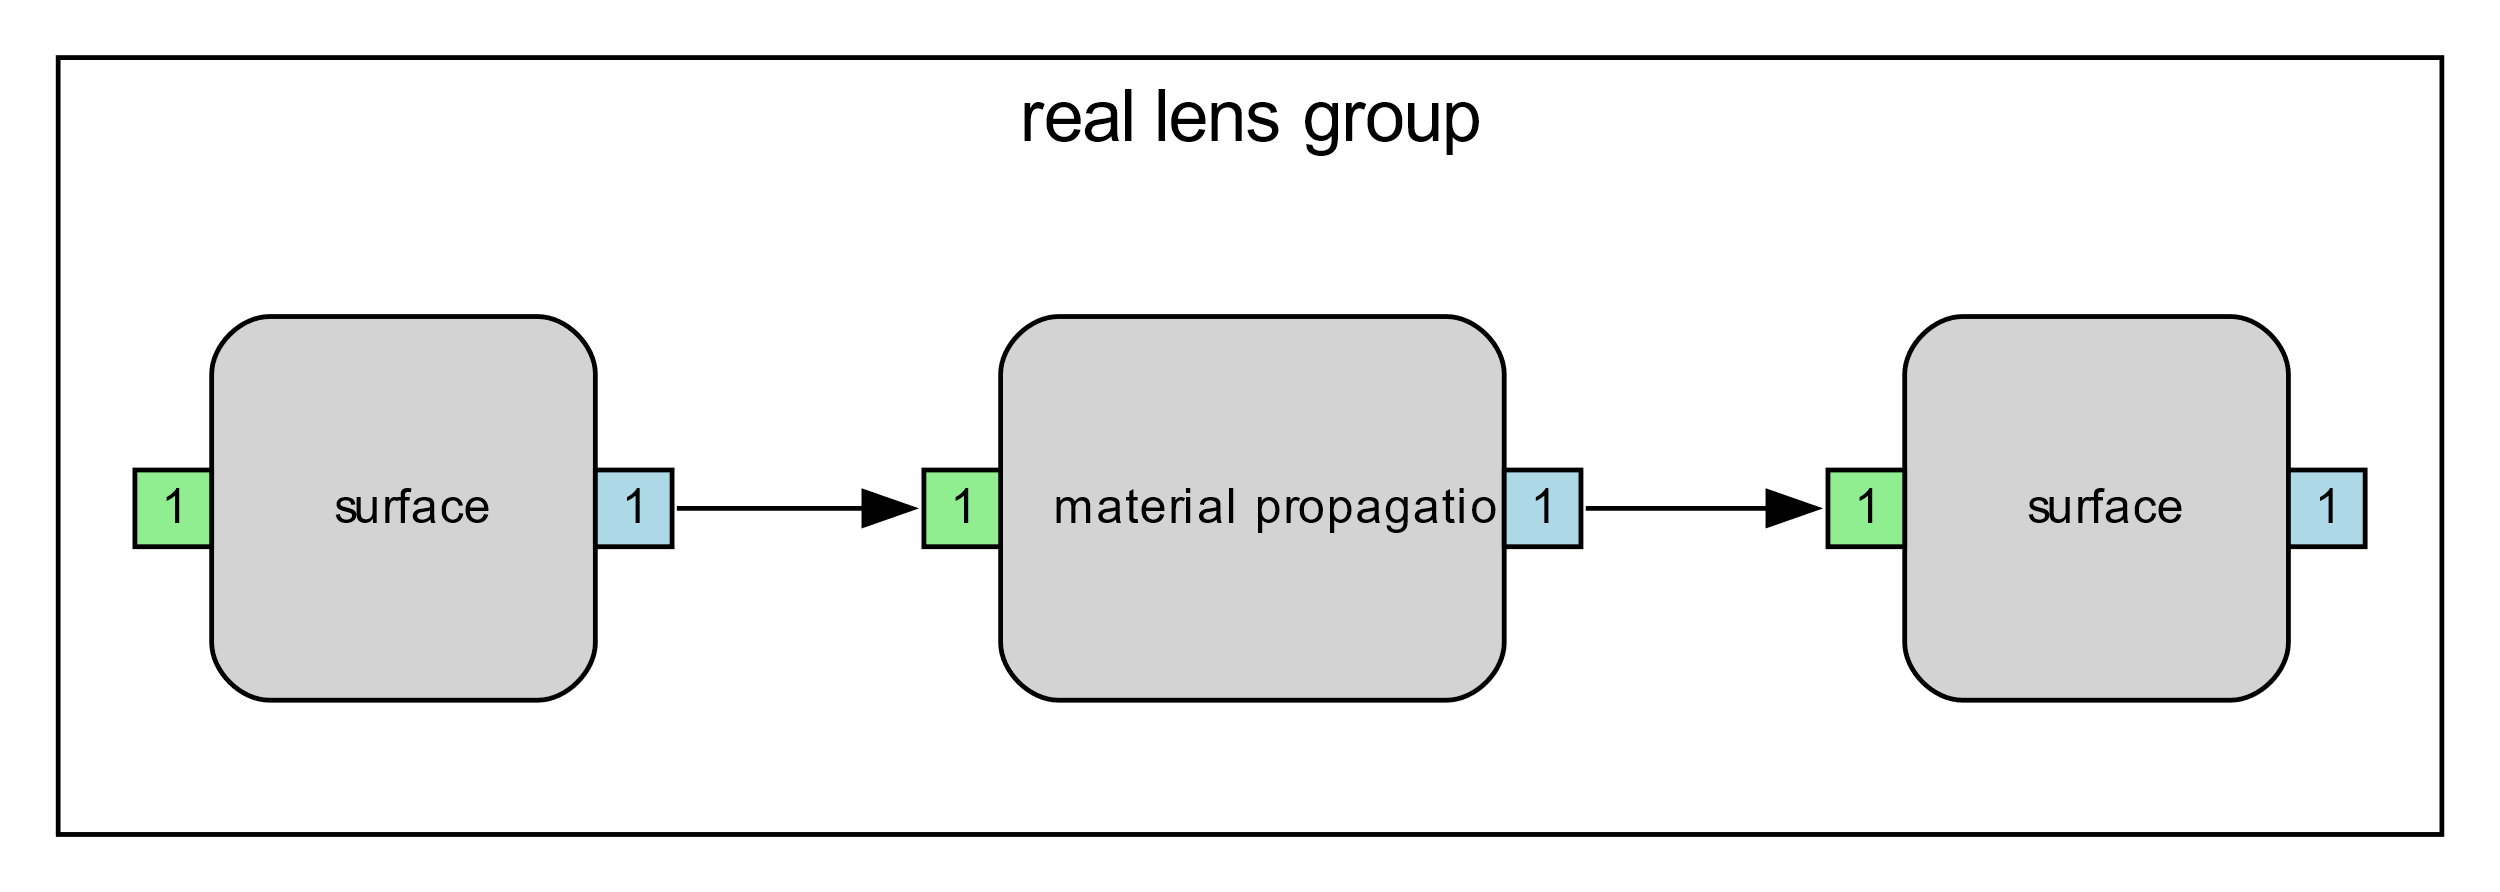 real lens group
1 surface 1 1 material propagatio 1 1 surface 1